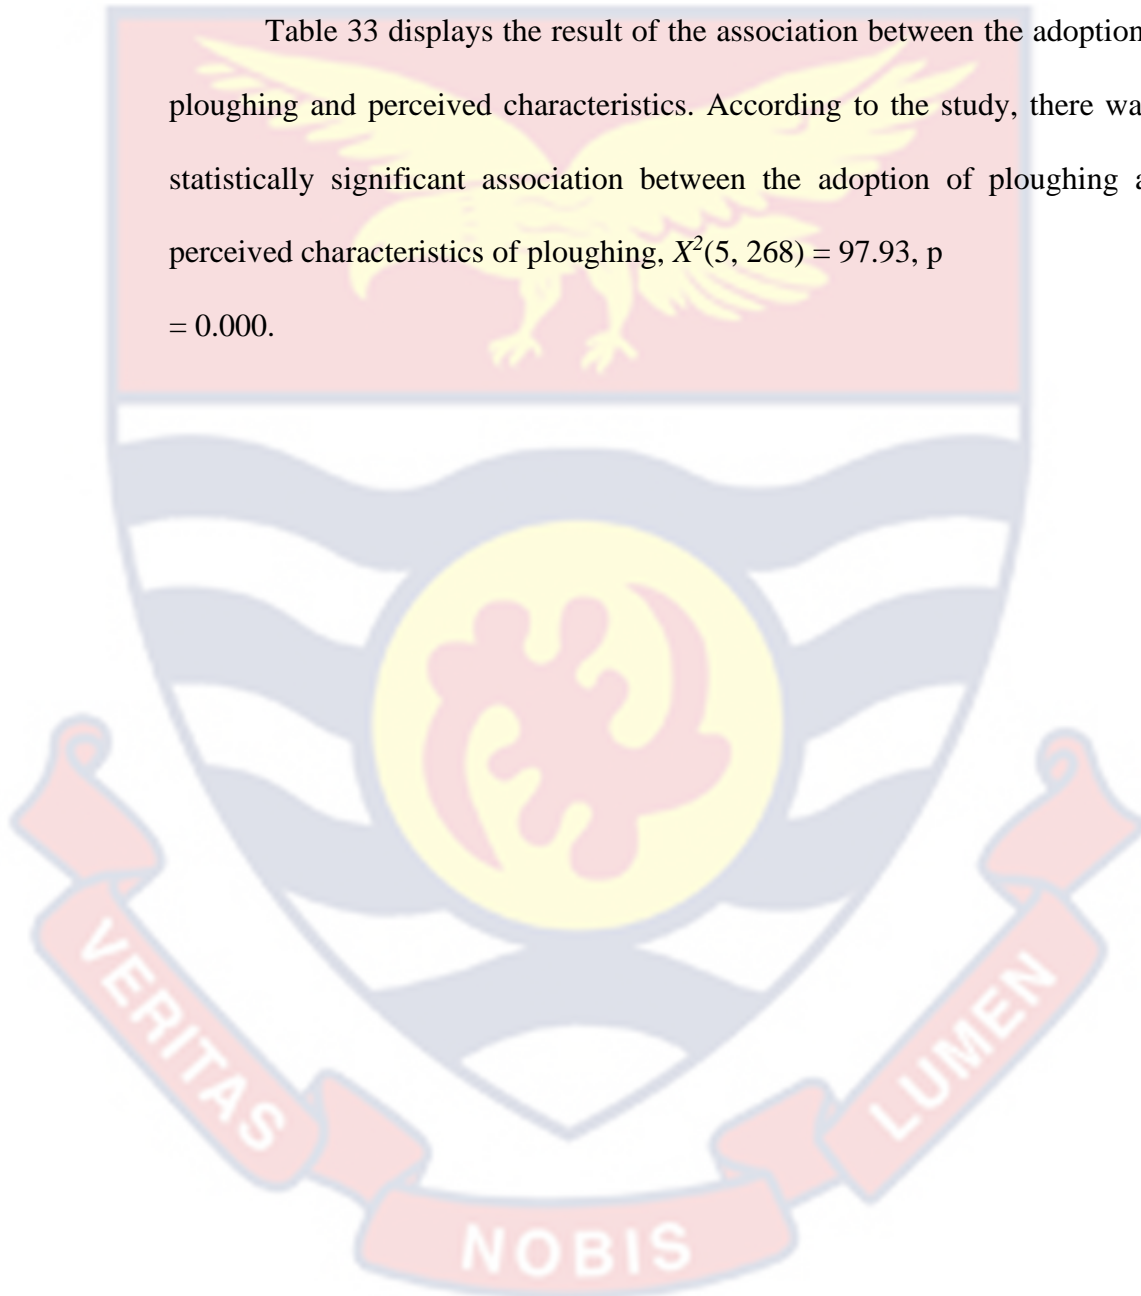 Table 33 displays the result of the association between the adoption
ploughing and perceived characteristics. According to the study, there wa
statistically significant association between the adoption of ploughing a
perceived characteristics of ploughing, X²(5, 268) = 97.93, p
= 0.000.
VERITAS
NOBIS
LUMEN